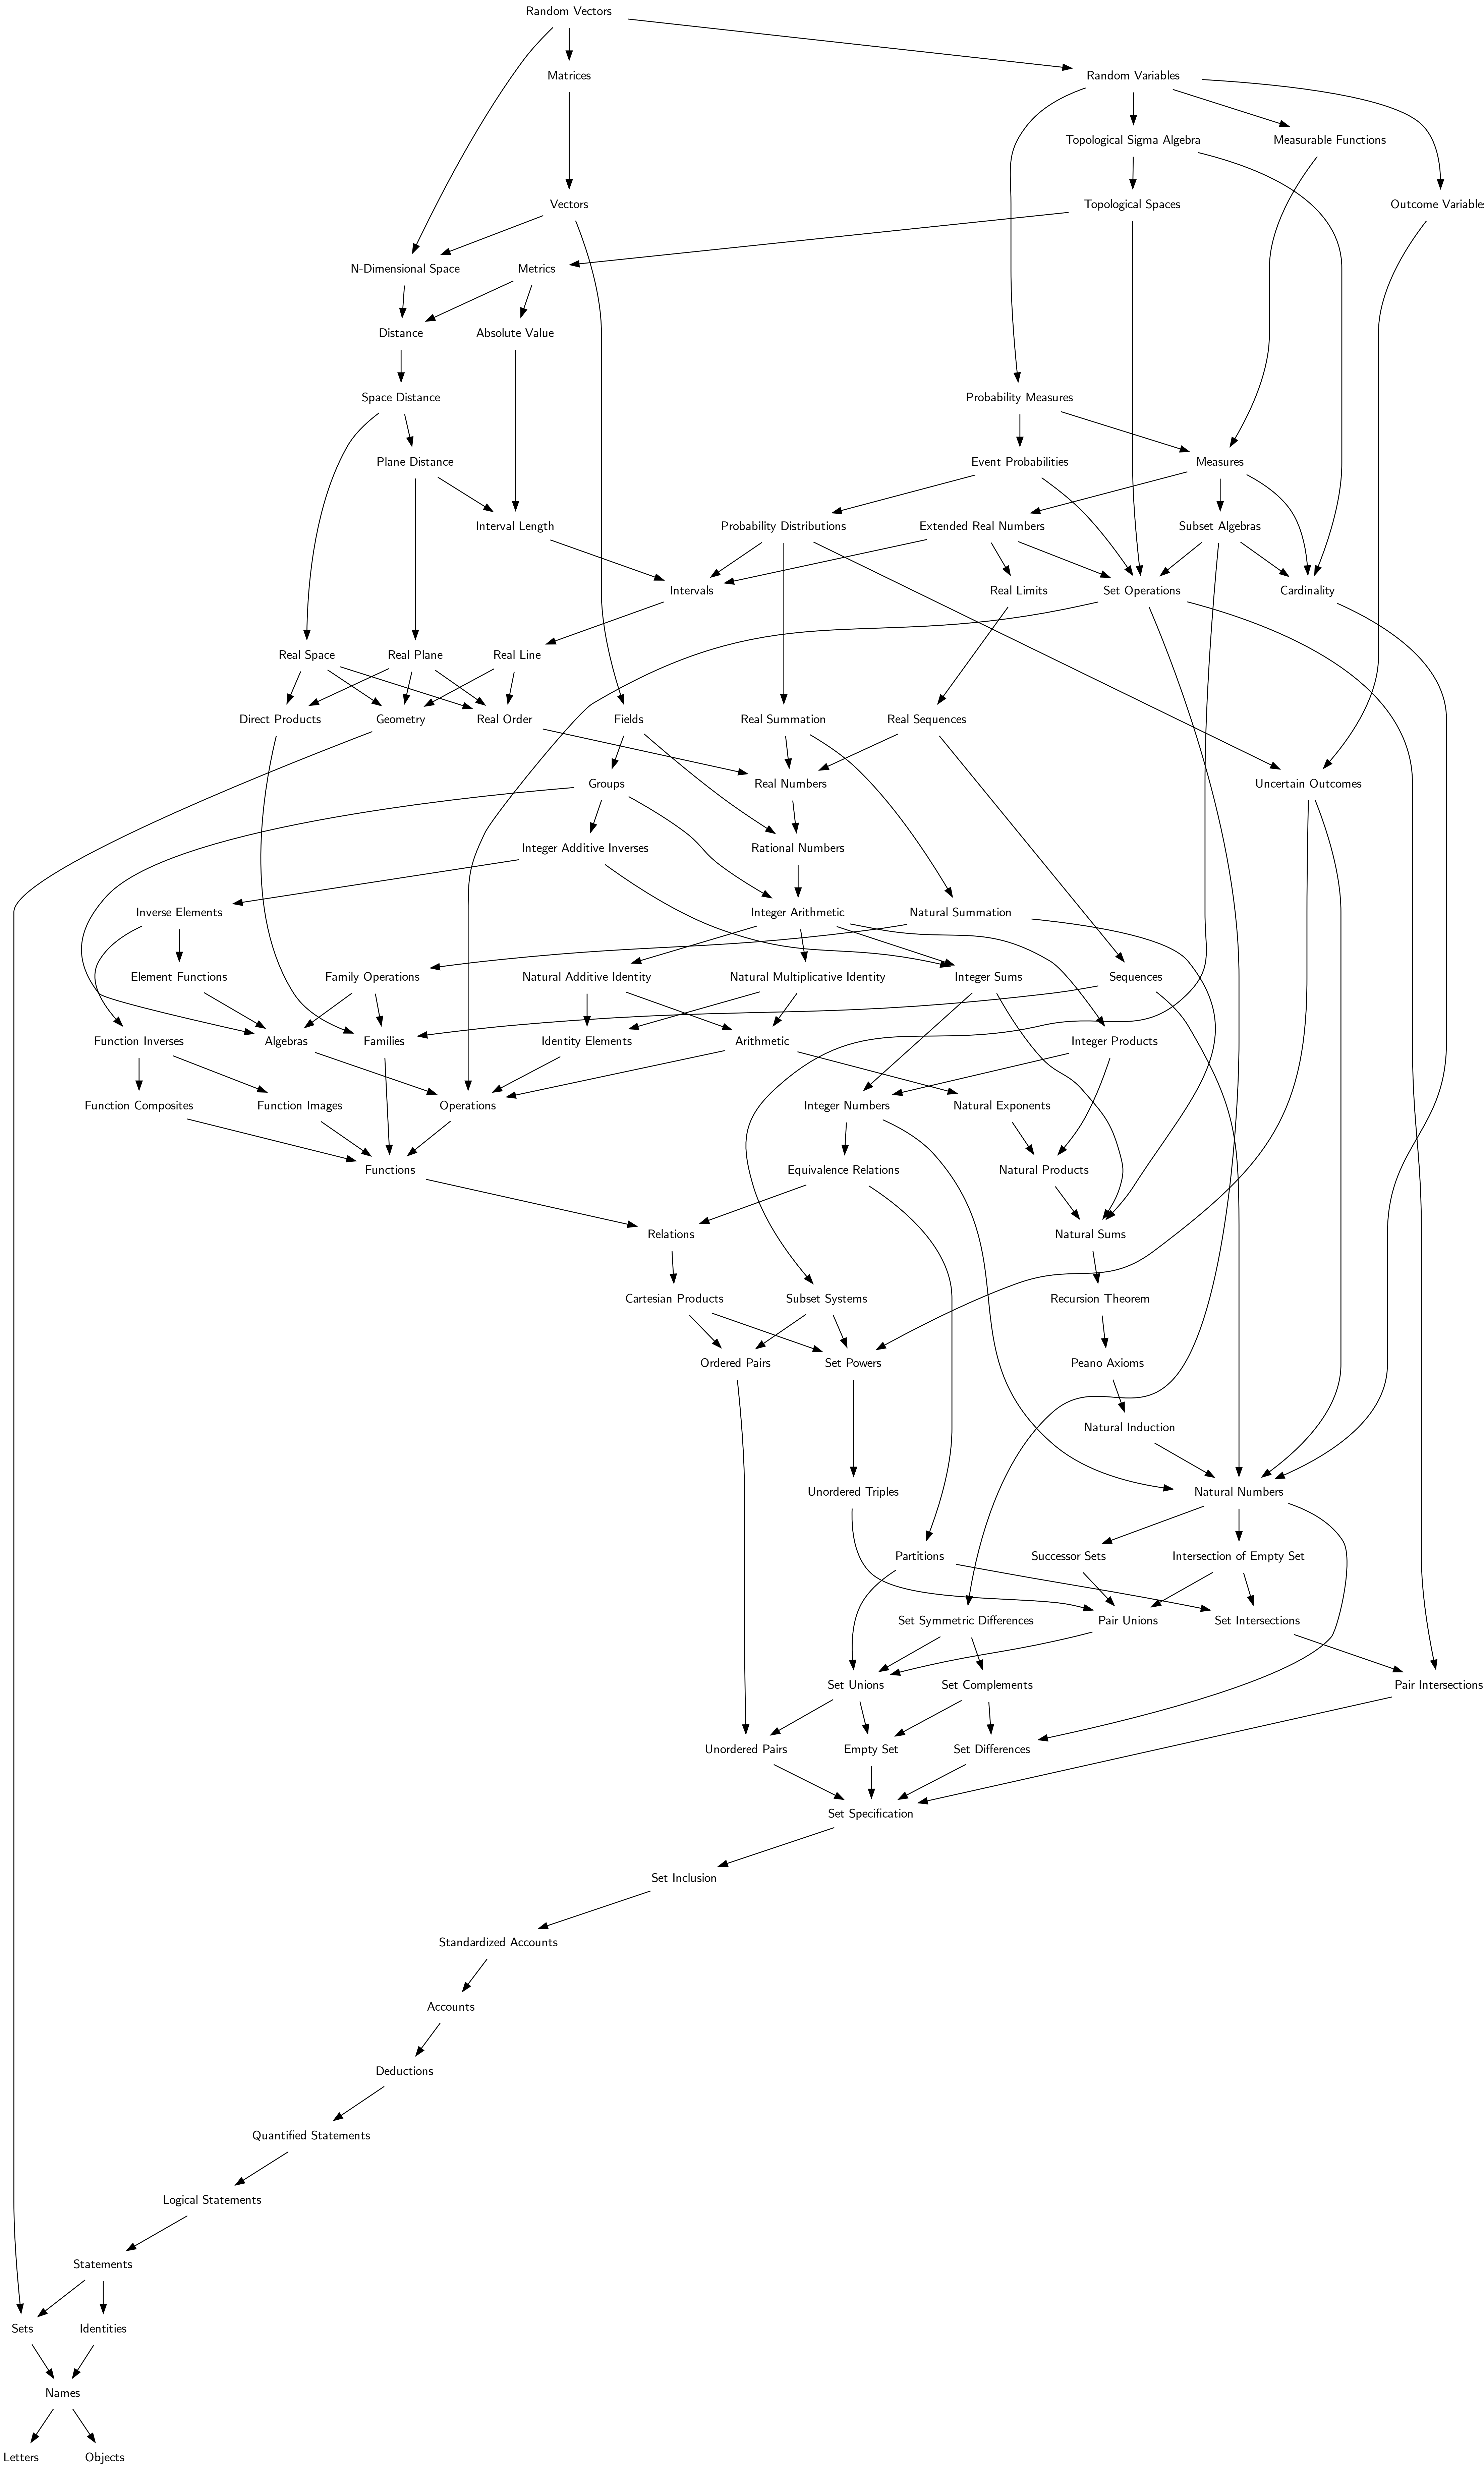 Random Vectors
Matrices
Random Variables
Topological Sigma Algebra
Measurable Functions
Vectors
Topological Spaces
Outcome Variables
N-Dimensional Space
Metrics
Distance
Absolute Value
Space Distance
Probability Measures
Plane Distance
Event Probabilities
Measures
Interval Length
Probability Distributions
Extended Real Numbers
Subset Algebras
Intervals
Real Limits
Set Operations
Cardinality
Real Space
Real Plane
Real Line
Direct Products
Geometry
Real Order
Fields
Real Summation
Real Sequences
Groups
Real Numbers
Uncertain Outcomes
Integer Additive Inverses
Rational Numbers
Inverse Elements
Integer Arithmetic
Natural Summation
Element Functions
Family Operations
Natural Additive Identity
Natural Multiplicative Identity
Integer Sums
Sequences
Function Inverses
Algebras
Families
Identity Elements
Arithmetic
Integer Products
Function Composites
Function Images
Operations
Integer Numbers
Natural Exponents
Functions
Equivalence Relations
Natural Products
Relations
Natural Sums
Cartesian Products
Subset Systems
Recursion Theorem
Ordered Pairs
Set Powers
Peano Axioms
Natural Induction
Unordered Triples
Natural Numbers
Partitions
Successor Sets
Intersection of Empty Set
Set Symmetric Differences
Pair Unions
Set Intersections
Set Unions
Set Complements
Pair Intersections
Unordered Pairs
Empty Set
Set Differences
Set Specification
Set Inclusion
Standardized Accounts
Accounts
Deductions
Quantified Statements
Logical Statements
Statements
Sets
Identities
Names
Letters
Objects